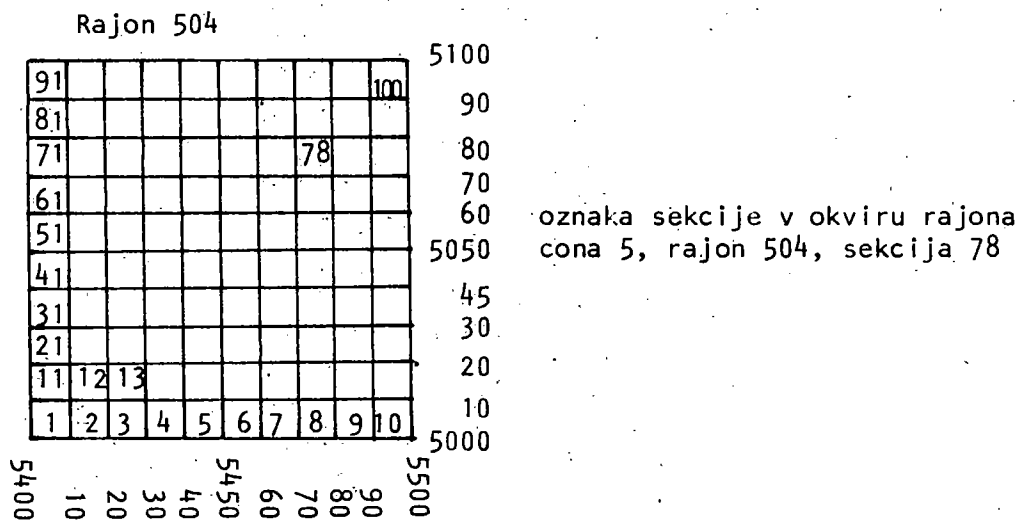 Rajon 504
5100
91 100
90
81
71 78 80
70
61 60
51
5050
41
45
31 30
21
11 12 13 20
1 2 3 4 5 6 7 8 9 10 10
5000
5400 10 20 30 40 5450 60 70 80 90 5500
oznaka sekcije v okviru rajona
cona 5, rajon 504, sekcija 78